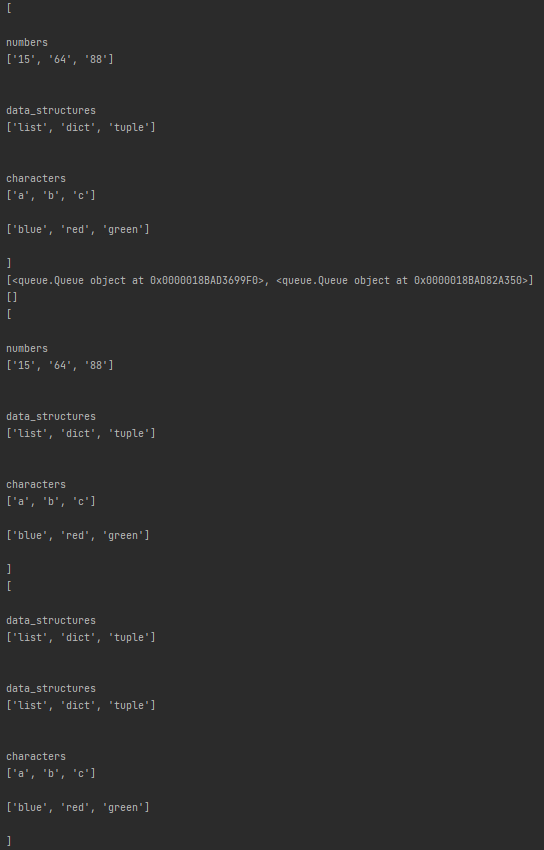 [
numbers
['15', '64', '88']
data_structures
['list', 'dict', 'tuple']
characters
['a', 'b', 'c']
['blue', 'red', 'green']
]
[<queue.Queue object at 0x0000018BAD3699F0>, <queue.Queue object at 0x0000018BAD82A350>]
[]
[
numbers
['15', '64', '88']
data_structures
['list', 'dict', 'tuple']
characters
['a', 'b', 'c']
['blue', 'red', 'green']
]
[
data_structures
['list', 'dict', 'tuple']
data_structures
['list', 'dict', 'tuple']
characters
['a', 'b', 'c']
['blue', 'red', 'green']
]